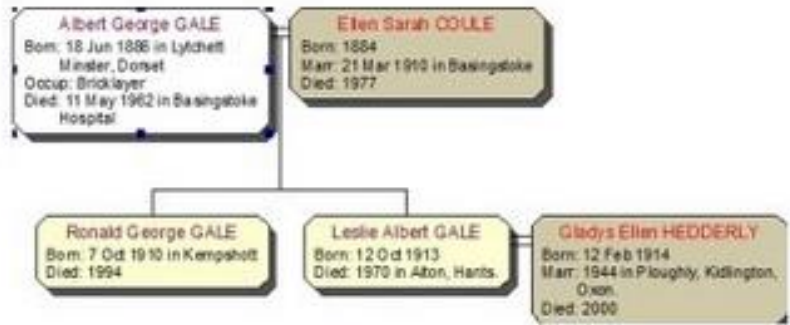 Albert George GALE
Born: 18 Jun 1886 in Lytchett
Minster, Dorset
Occup: Bricklayer
Died: 11 May 1962 in Basingstoke
Hospital
Ellen Sarah COULE
Born: 1884
Marr: 21 Mar 1910 in Basingstoke
Died: 1977
Ronald George GALE
Born: 7 Oct 1910 in Kempshott
Died: 1994
Leslie Albert GALE
Born: 12 Oct 1913
Died: 1970 in Alton, Hants.
Gladys Ellen HEDDERLY
Born: 12 Feb 1914
Marr: 1944 in Ploughly, Kidlington,
Oxon.
Died: 2000